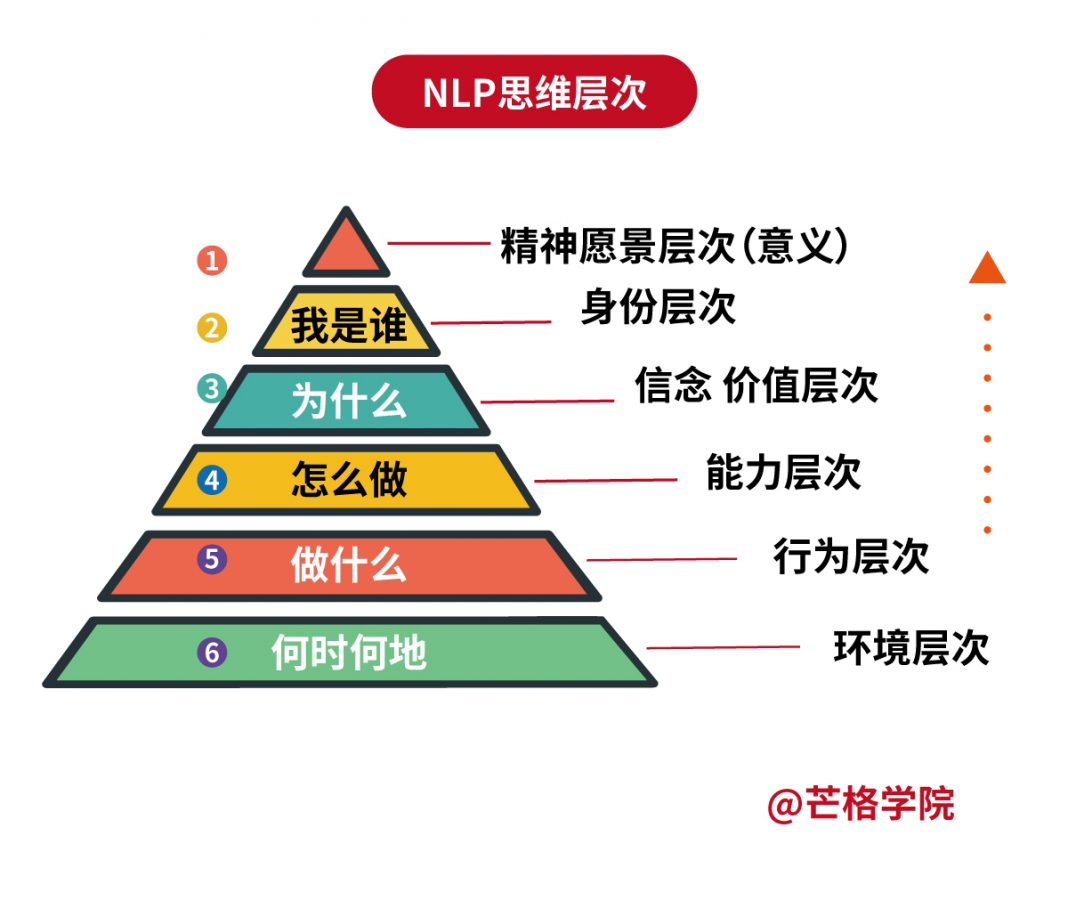 NLP思维层次
1
精神愿景层次(意义)
2
我是谁
身份层次
3
为什么
信念 价值层次
4
怎么做
能力层次
5
做什么
行为层次
6
何时何地
环境层次
@芒格学院